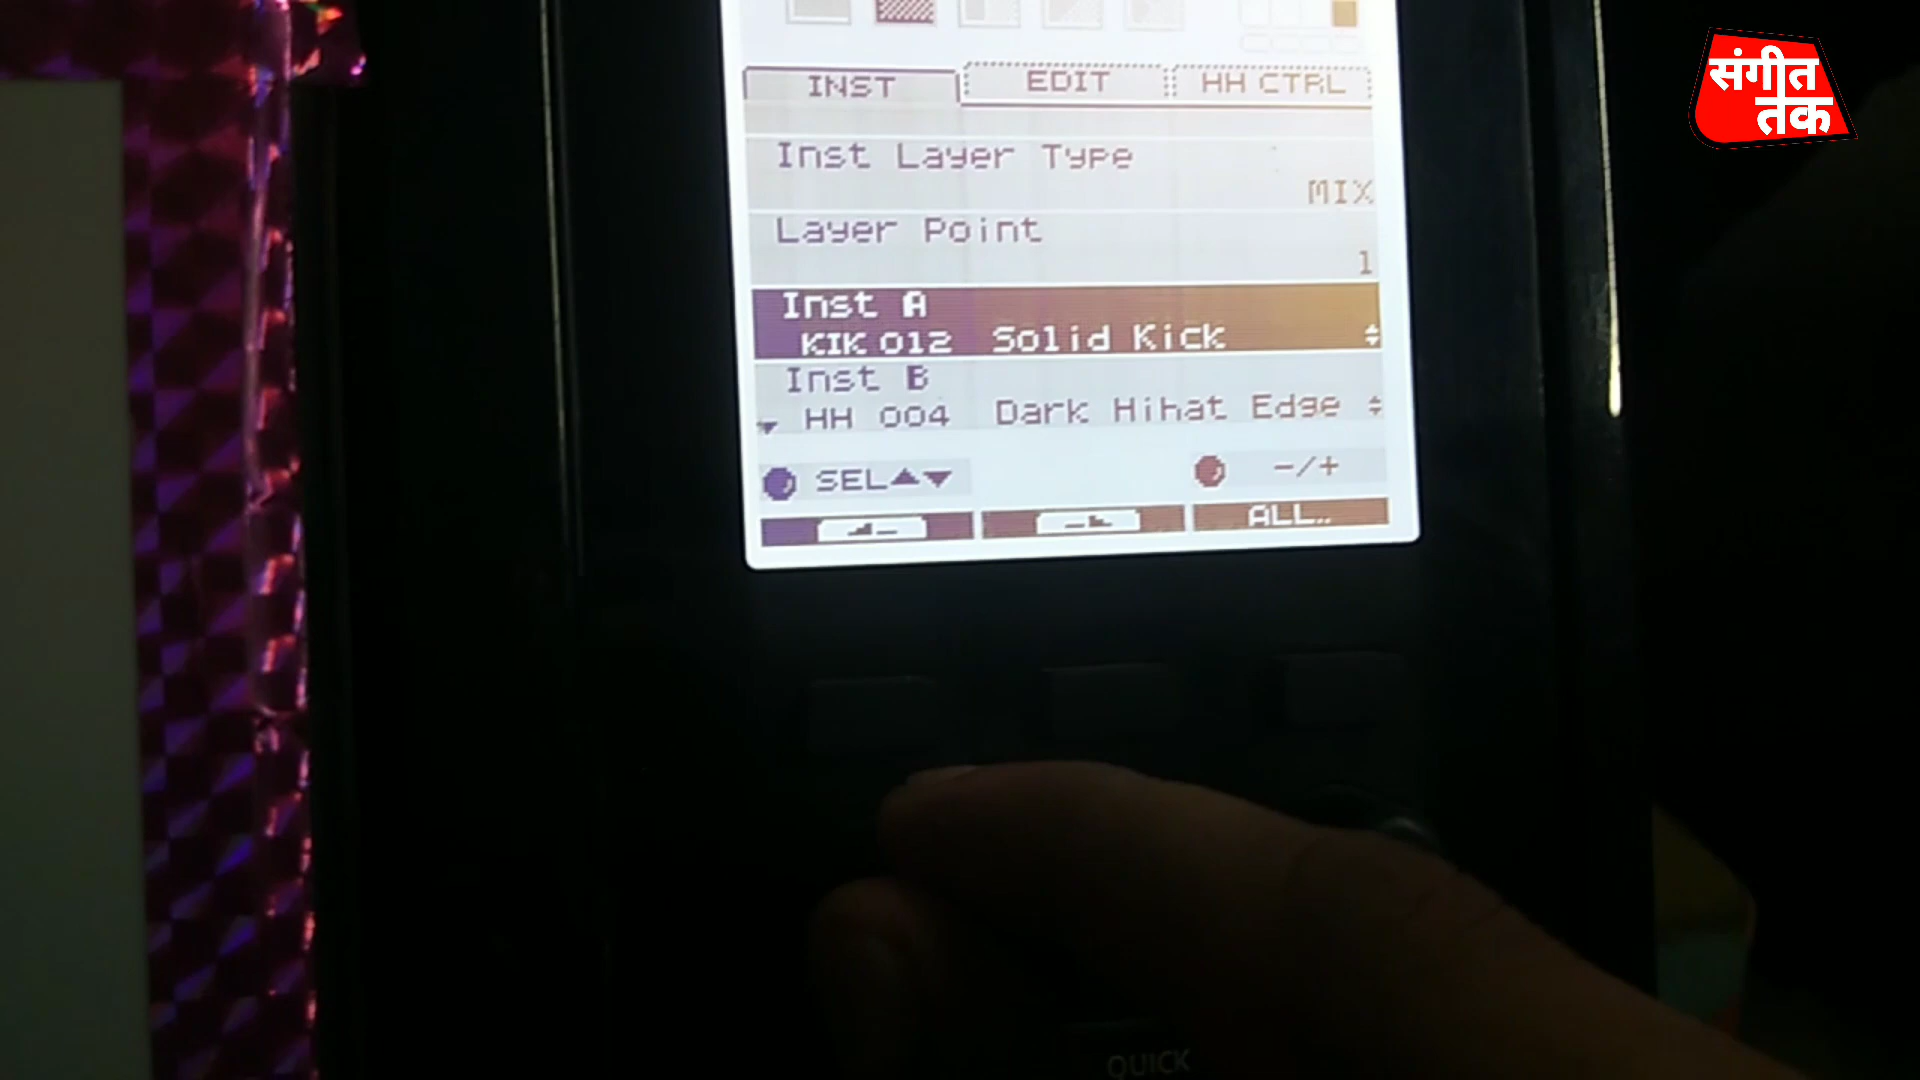 संगीत
तक
INST EDIT HH CTRL
Inst Layer Type
MIX
Layer Point
1
Inst A
KIK 012 Solid Kick
Inst B
HH 004 Dark Hihat Edge
SEL▲▼ -/+
ALL..
QUICK